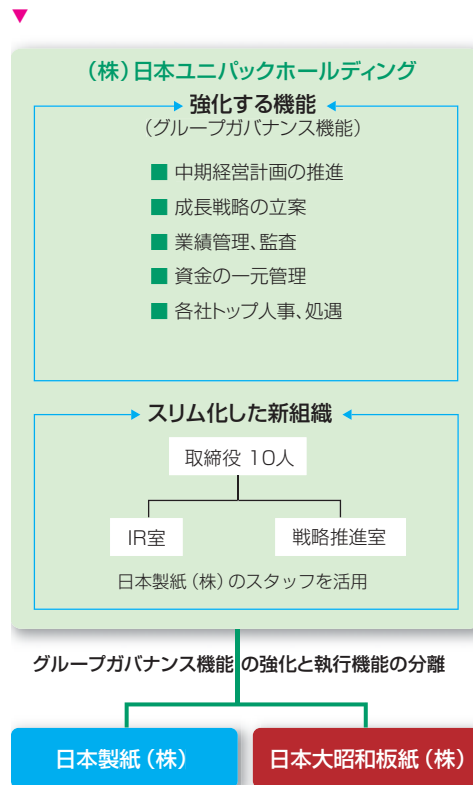 ▼
（株）日本ユニパックホールディング
強化する機能
（グループガバナンス機能）
■ 中期経営計画の推進
■ 成長戦略の立案
■ 業績管理、監査
■ 資金の一元管理
■ 各社トップ人事、処遇
スリム化した新組織
取締役 10人
IR室 戦略推進室
日本製紙（株）のスタッフを活用
グループガバナンス機能の強化と執行機能の分離
日本製紙（株） 日本大昭和板紙（株）